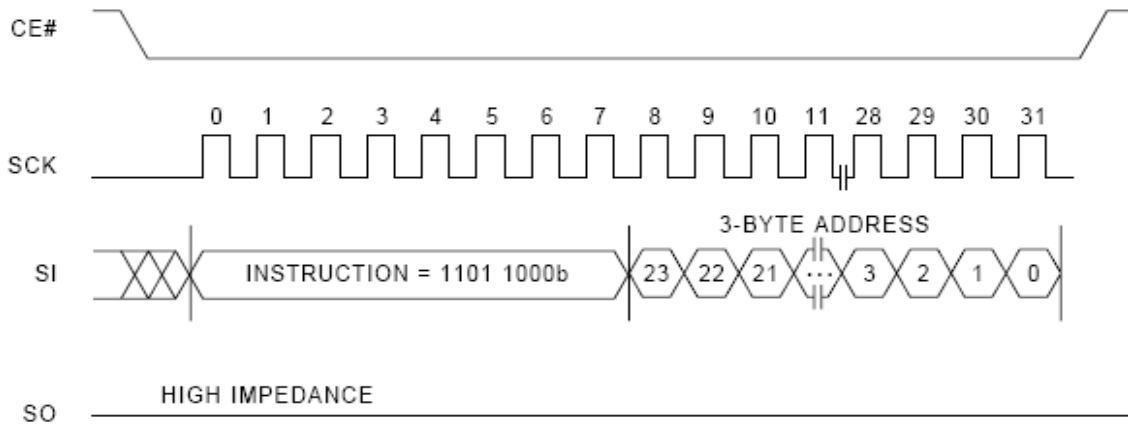 CE#
0 1 2 3 4 5 6 7 8 9 10 11 28 29 30 31
SCK
3-BYTE ADDRESS
SI INSTRUCTION = 1101 1000b 23 22 21 ... 3 2 1 0
HIGH IMPEDANCE
SO